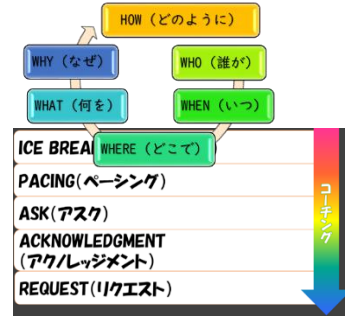 HOW (どのように)
WHY (なぜ)
WHO (誰が)
WHAT (何を)
WHEN (いつ)
WHERE (どこで)
ICE BREA
PACING(ペーシング)
ASK(アスク)
ACKNOWLEDGMENT
(アクノレッジメント)
REQUEST(リクエスト)
コーチング